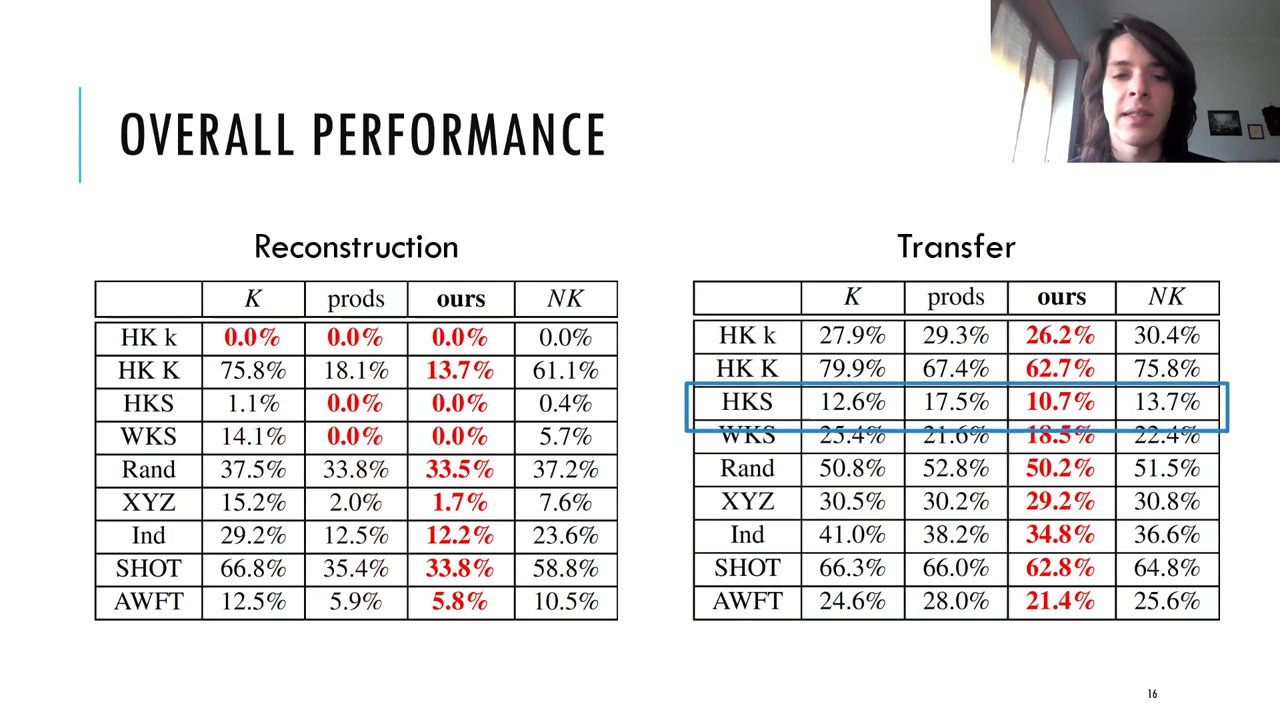 OVERALL PERFORMANCE
Reconstruction
K prods ours NK
HK k 0.0% 0.0% 0.0% 0.0%
HK K 75.8% 18.1% 13.7% 61.1%
HKS 1.1% 0.0% 0.0% 0.4%
WKS 14.1% 0.0% 0.0% 5.7%
Rand 37.5% 33.8% 33.5% 37.2%
XYZ 15.2% 2.0% 1.7% 7.6%
Ind 29.2% 12.5% 12.2% 23.6%
SHOT 66.8% 35.4% 33.8% 58.8%
AWFT 12.5% 5.9% 5.8% 10.5%
Transfer
K prods ours NK
HK k 27.9% 29.3% 26.2% 30.4%
HK K 79.9% 67.4% 62.7% 75.8%
HKS 12.6% 17.5% 10.7% 13.7%
WKS 25.4% 21.6% 18.5% 22.4%
Rand 50.8% 52.8% 50.2% 51.5%
XYZ 30.5% 30.2% 29.2% 30.8%
Ind 41.0% 38.2% 34.8% 36.6%
SHOT 66.3% 66.0% 62.8% 64.8%
AWFT 24.6% 28.0% 21.4% 25.6%
16